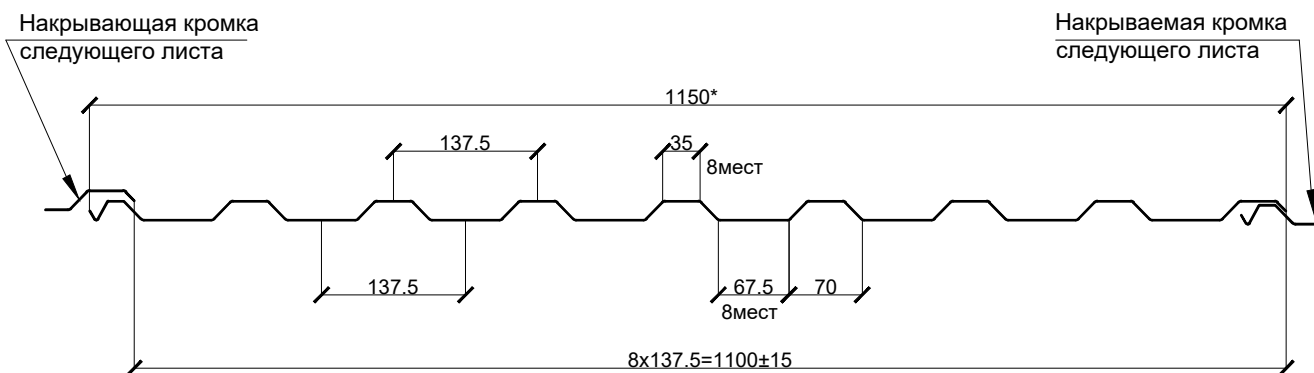 Накрывающая кромка
следующего листа
Накрываемая кромка
следующего листа
1150*
137.5
35
8мест
137.5
67.5
70
8мест
8x137.5=1100±15